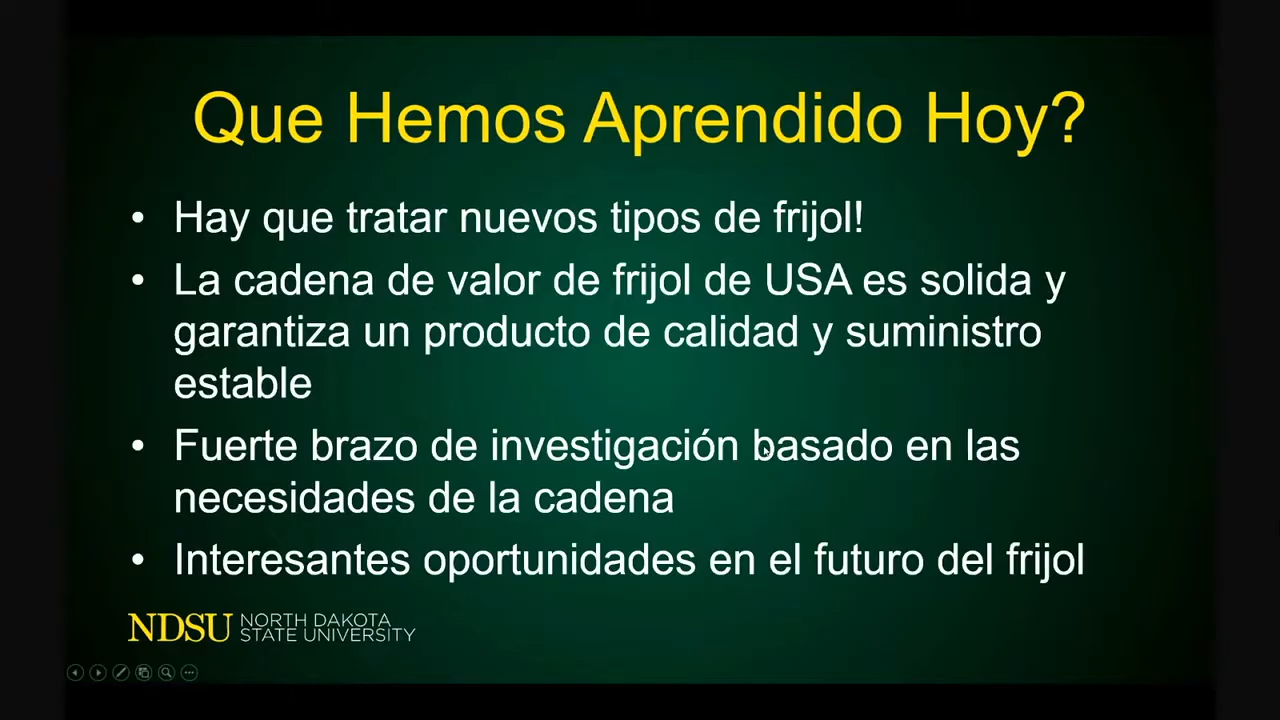 Que Hemos Aprendido Hoy?
• Hay que tratar nuevos tipos de frijol!
• La cadena de valor de frijol de USA es solida y
garantiza un producto de calidad y suministro
estable
• Fuerte brazo de investigación basado en las
necesidades de la cadena
• Interesantes oportunidades en el futuro del frijol
NDSU NORTH DAKOTA
STATE UNIVERSITY